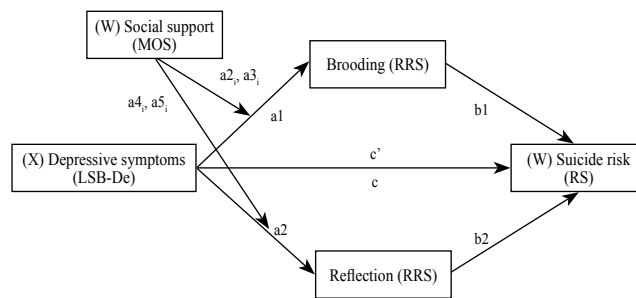 (W) Social support
(MOS)
Brooding (RRS)
a2i, a3i
a4i, a5i
a1
b1
(X) Depressive symptoms
(LSB-De)
c’
c
(W) Suicide risk
(RS)
a2
b2
Reflection (RRS)